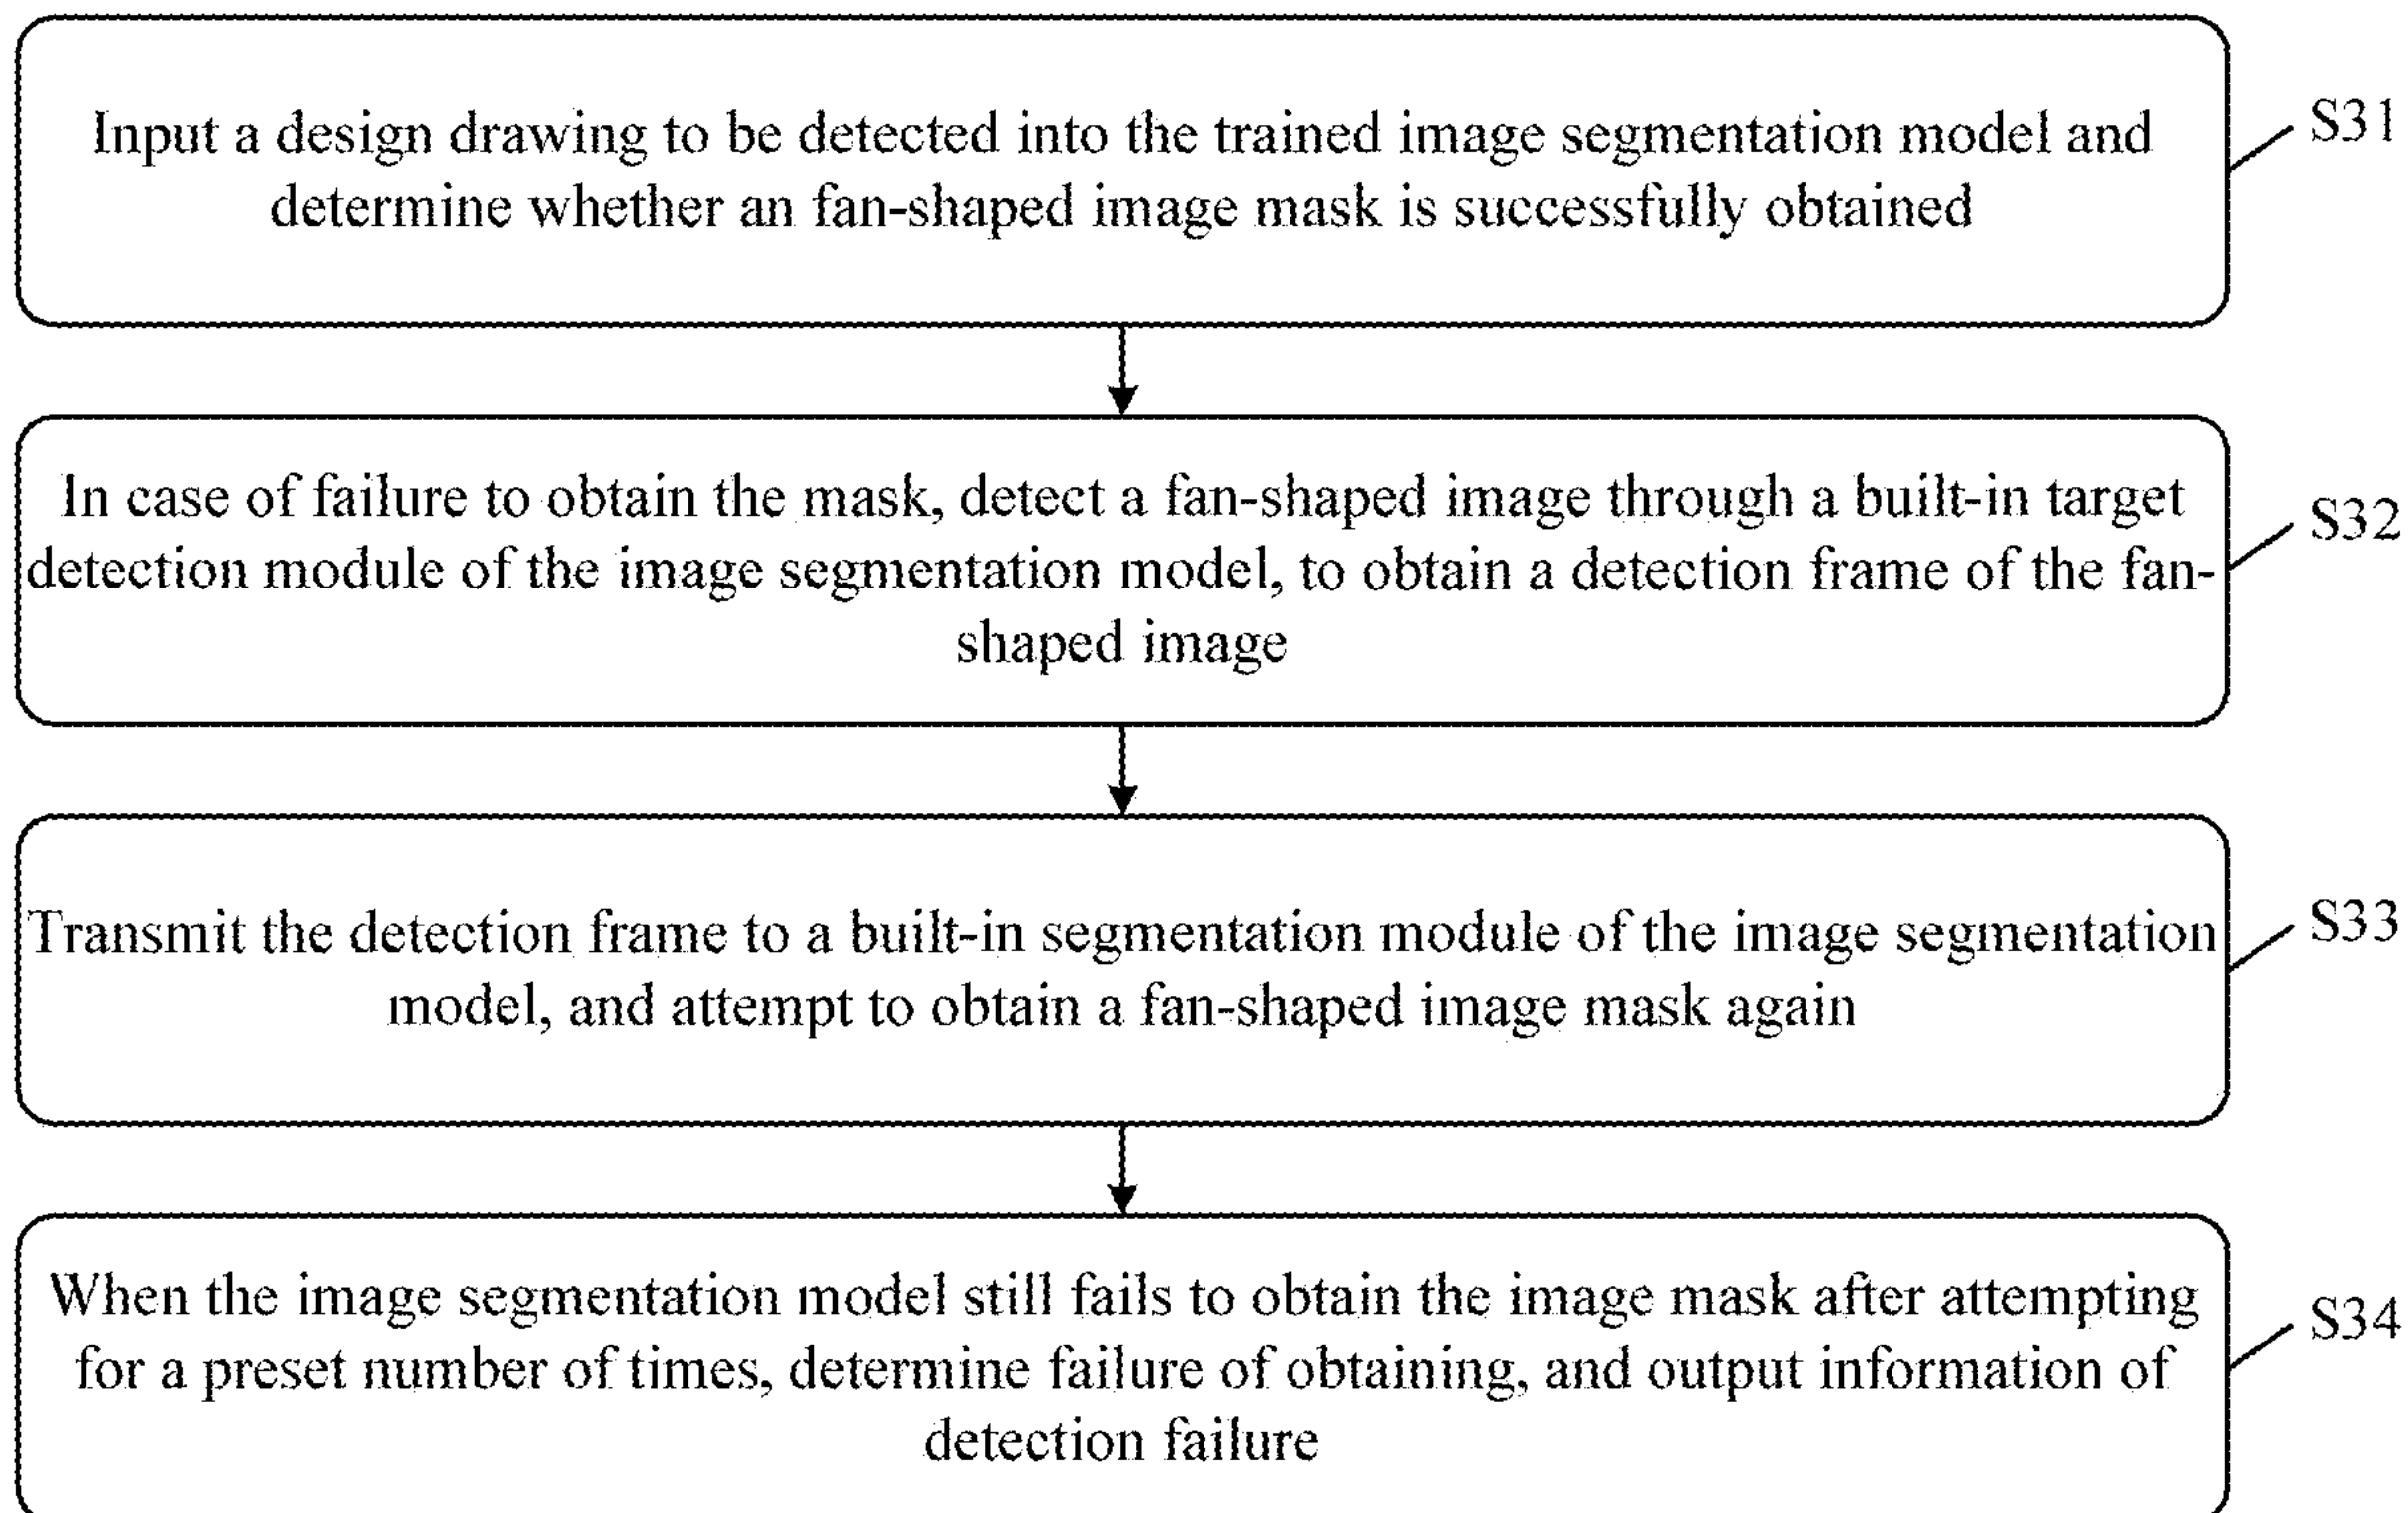 Input a design drawing to be detected into the trained image segmentation model and
determine whether an fan-shaped image mask is successfully obtained
S31
In case of failure to obtain the mask, detect a fan-shaped image through a built-in target
detection module of the image segmentation model, to obtain a detection frame of the fan-
shaped image
S32
Transmit the detection frame to a built-in segmentation module of the image segmentation
model, and attempt to obtain a fan-shaped image mask again
S33
When the image segmentation model still fails to obtain the image mask after attempting
for a preset number of times, determine failure of obtaining, and output information of
detection failure
S34